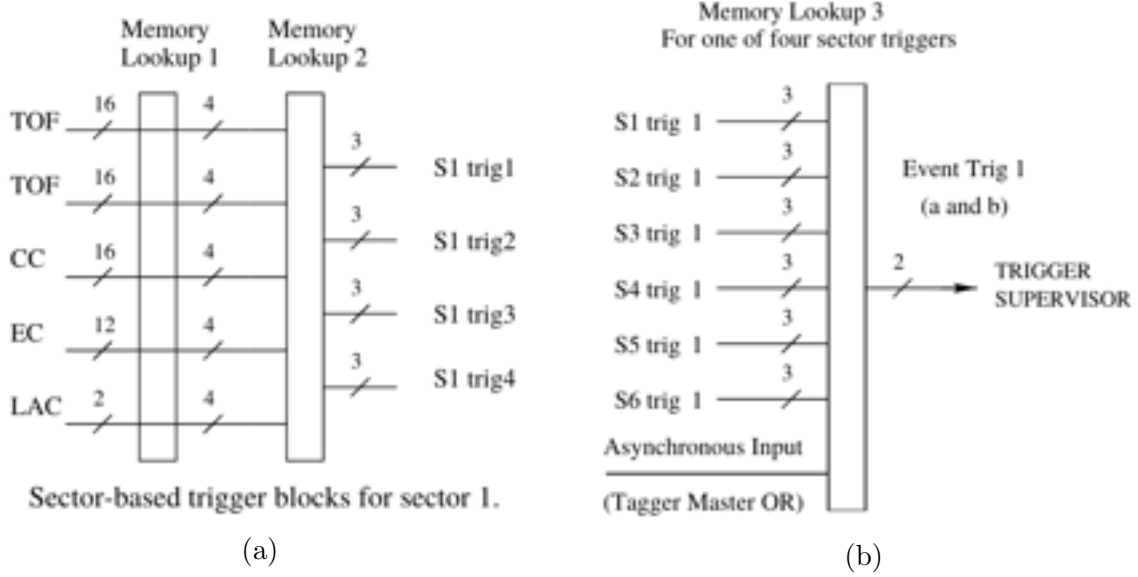 Memory
Lookup 1
Memory
Lookup 2
TOF
16
4
TOF
16
4
CC
16
4
EC
12
4
LAC
2
4
3
S1 trig1
3
S1 trig2
3
S1 trig3
3
S1 trig4
Sector-based trigger blocks for sector 1.
(a)
Memory Lookup 3
For one of four sector triggers
S1 trig 1
3
S2 trig 1
3
S3 trig 1
3
S4 trig 1
3
S5 trig 1
3
S6 trig 1
3
Asynchronous Input
(Tagger Master OR)
Event Trig 1
(a and b)
2
TRIGGER
SUPERVISOR
(b)